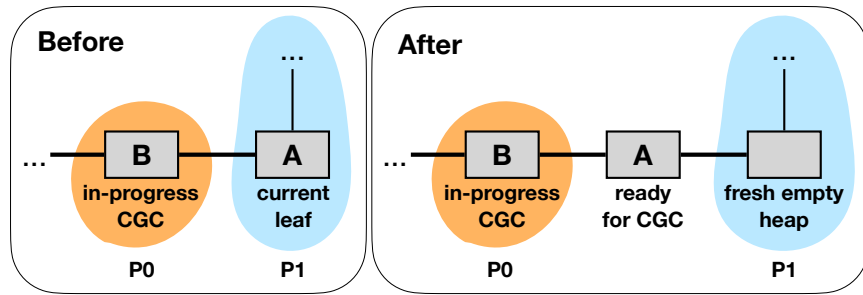 Before
...
... B A
in-progress current
CGC leaf
P0 P1
After
...
... B A
in-progress ready fresh empty
CGC for CGC heap
P0 P1